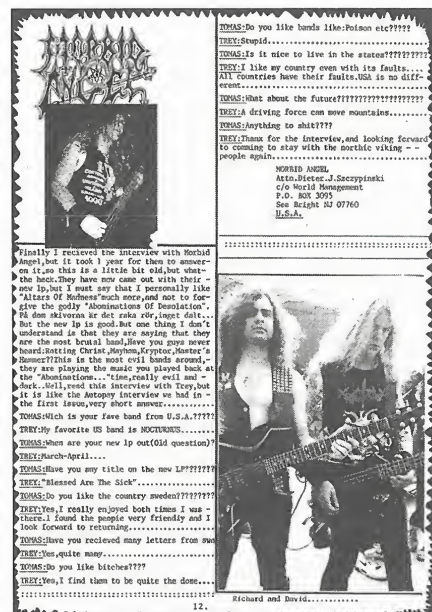 MORBID
ANGEL
Finally I recieved the interview with Morbid
Angel,but it took 1 year for them to answer-
on it,so this is a little bit old,but what-
the heck.They have now came out with their -
new lp,but I must say that I personally like
"Altars Of Madness"much more,and not to for-
give the godly "Abominations Of Desolation".
På dom skivorna är det raka rör,inget dalt...
But the new lp is good.But one thing I don't
understand is that they are saying that they
are the most brutal band,Have you guys never
heard:Rotting Christ,Mayhem,Kryptor,Master's
Hammer??This is the most evil bands around,-
they are playing the music you played back at
the "Abominations..."time,really evil and -
dark..Well,read this interview with Trey,but
it is like the Autopsy interview we had in -
the first issue,very short answer.......
TOMAS:Wich is your fave band from U.S.A.?????
TREY:My favorite US band is NOCTURNUS...
TOMAS:When are your new lp out(Old question)?
TREY:March-April....
TOMAS:Have you any title on the new LP???????
TREY:"Blessed Are The Sick".............
TOMAS:Do you like the country sweden????????
TREY:Yes,I really enjoyed both times I was -
there.I found the people very friendly and I
look forward to returning..............
TOMAS:Have you recieved many letters from swe
TREY:Yes,quite many..............
TOMAS:Do you like bitches????
TREY:Yes,I find them to be quite the dome....
TOMAS:Do you like bands like:Poison etc?????
TREY:Stupid............
TOMAS:Is it nice to live in the states??????????
TREY:I like my country even with its faults....
All countries have their faults.USA is no diff-
erent...............
TOMAS:What about the future????????????????????
TREY:A driving force can move mountains.....
TOMAS:Anything to shit????
TREY:Thanx for the interview,and looking forward
to comming to stay with the morthic viking - -
people again..............
MORBID ANGEL
Attn.Dieter.J.Szczypinski
c/o World Management
P.O. BOX 3095
Sea Bright NJ 07760
U.S.A.
Richard and David...........
12.